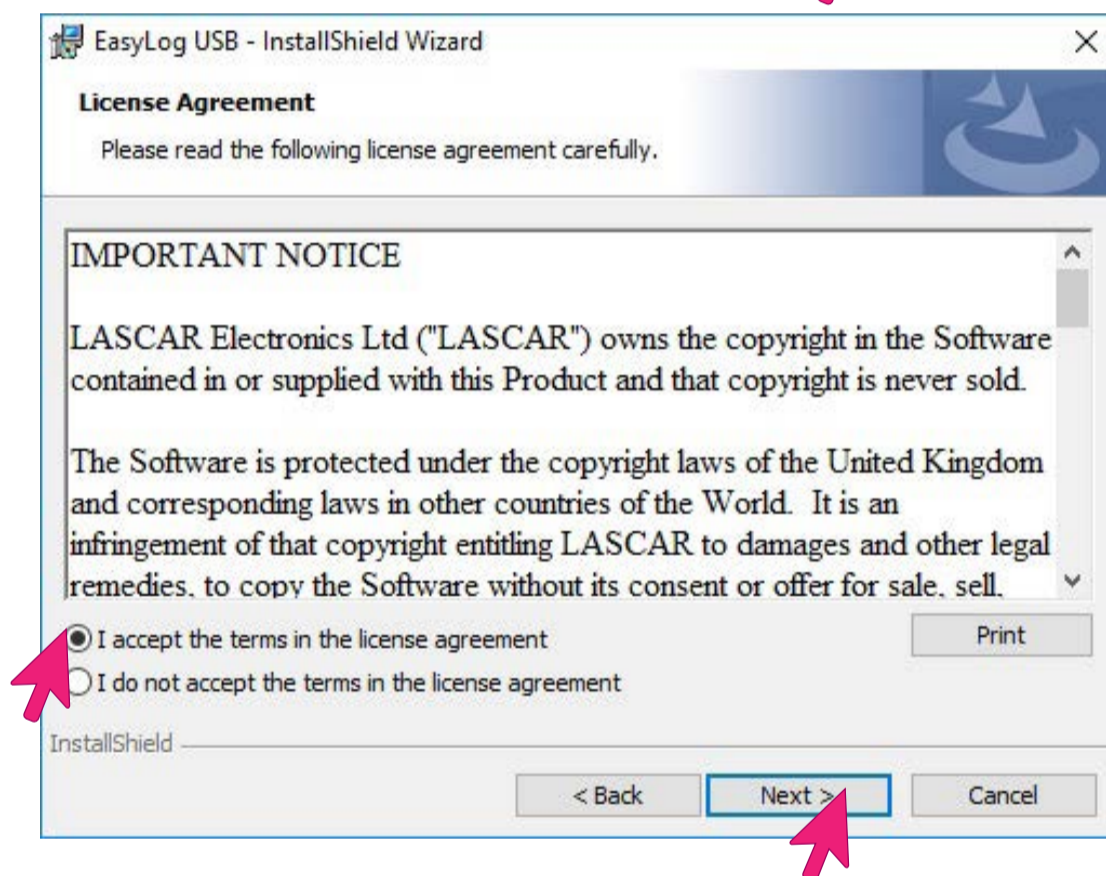 EasyLog USB - InstallShield Wizard
License Agreement
Please read the following license agreement carefully.
IMPORTANT NOTICE
LASCAR Electronics Ltd ("LASCAR") owns the copyright in the Software
contained in or supplied with this Product and that copyright is never sold.
The Software is protected under the copyright laws of the United Kingdom
and corresponding laws in other countries of the World.  It is an
infringement of that copyright entitling LASCAR to damages and other legal
remedies, to copy the Software without its consent or offer for sale, sell,
I accept the terms in the license agreement
Print
I do not accept the terms in the license agreement
InstallShield
< Back
Next >
Cancel